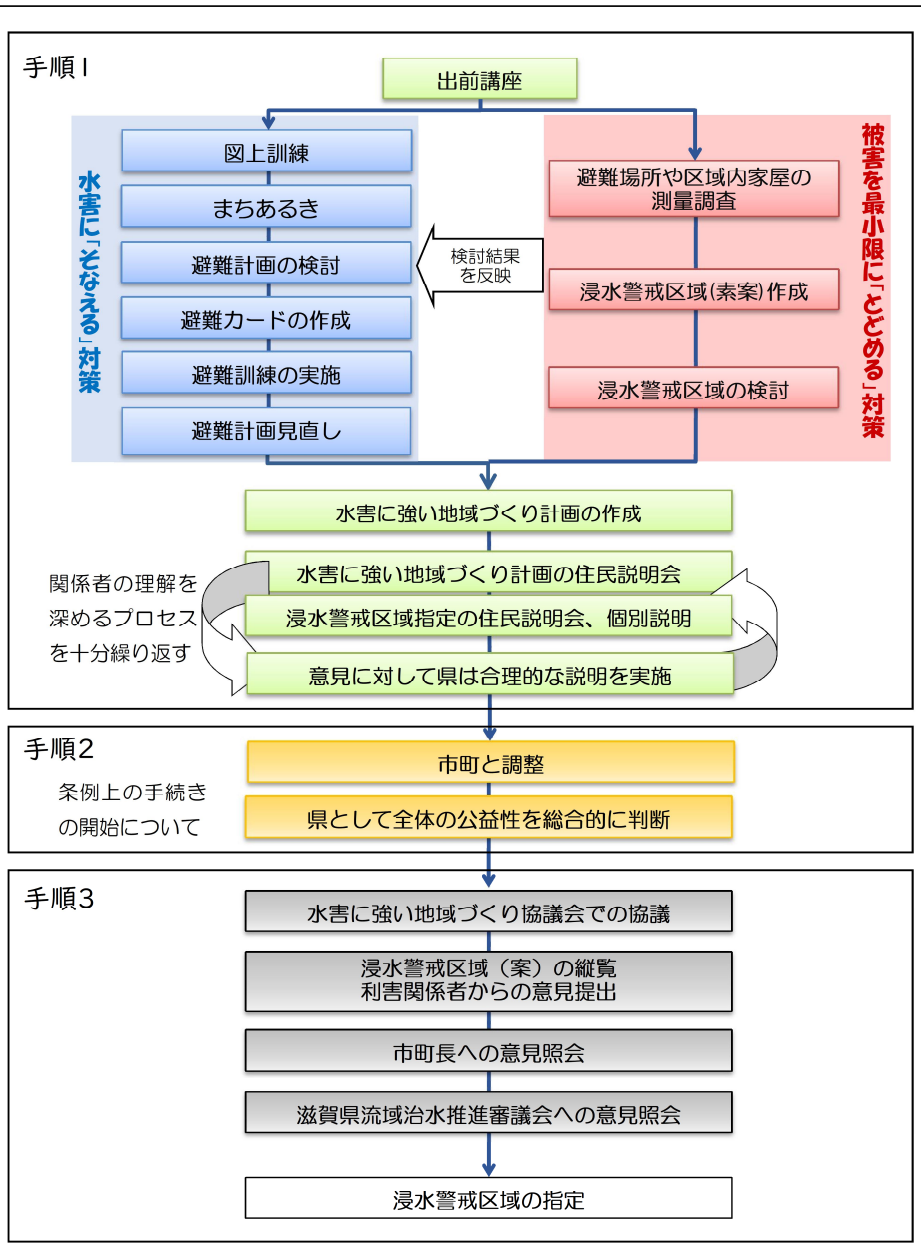 手順1
出前講座
水害に「そなえる」対策
図上訓練
まちあるき
避難計画の検討
避難カードの作成
避難訓練の実施
避難計画見直し
検討結果
を反映
避難場所や区域内家屋の
測量調査
浸水警戒区域(素案)作成
浸水警戒区域の検討
被害を最小限に「とどめる」対策
水害に強い地域づくり計画の作成
関係者の理解を
深めるプロセス
を十分繰り返す
水害に強い地域づくり計画の住民説明会
浸水警戒区域指定の住民説明会、個別説明
意見に対して県は合理的な説明を実施
手順2
条例上の手続き
の開始について
市町と調整
県として全体の公益性を総合的に判断
手順3
水害に強い地域づくり協議会での協議
浸水警戒区域（案）の縦覧
利害関係者からの意見提出
市町長への意見照会
滋賀県流域治水推進審議会への意見照会
浸水警戒区域の指定